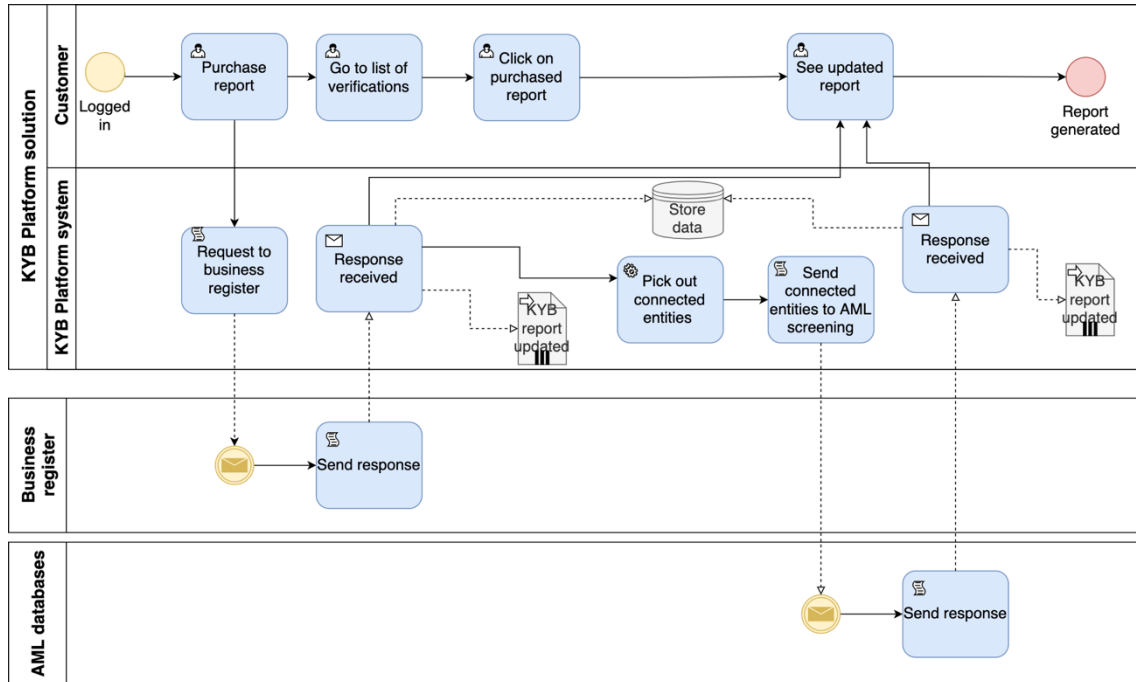 KYB Platform solution
Customer
Logged
in
Purchase
report
Go to list of
verifications
Click on
purchased
report
See updated
report
Report
generated
KYB Platform system
Request to
business
register
Response
received
KYB
report
updated
Store
data
Pick out
connected
entities
Send
connected
entities to AML
screening
Response
received
KYB
report
updated
Business
register
Send response
AML databases
Send response